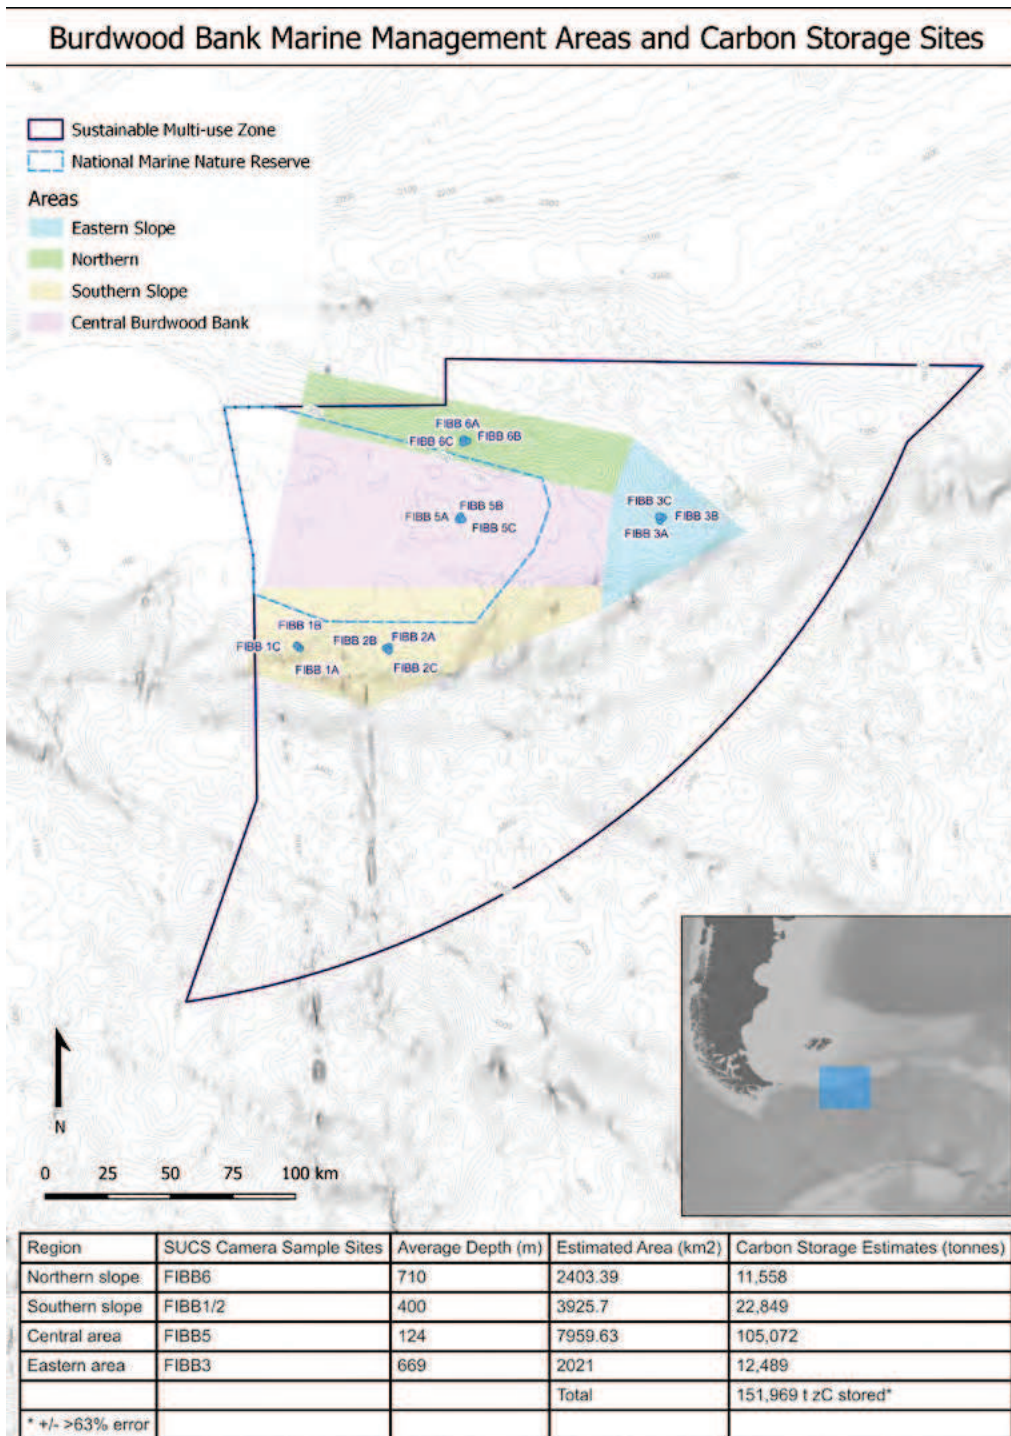 Burdwood Bank Marine Management Areas and Carbon Storage Sites
Sustainable Multi-use Zone
National Marine Nature Reserve
Areas
Eastern Slope
Northern
Southern Slope
Central Burdwood Bank
FIBB 6A
FIBB 6C FIBB 6B
FIBB 5B
FIBB 5A
FIBB 5C
FIBB 3C
FIBB 3B
FIBB 3A
FIBB 1B
FIBB 1C
FIBB 1A
FIBB 2B FIBB 2A
FIBB 2C
N
0 25 50 75 100 km
Region SUCS Camera Sample Sites Average Depth (m) Estimated Area (km2) Carbon Storage Estimates (tonnes)
Northern slope FIBB6 710 2403.39 11,558
Southern slope FIBB1/2 400 3925.7 22,849
Central area FIBB5 124 7959.63 105,072
Eastern area FIBB3 669 2021 12,489
Total 151,969 t zC stored*
* +/- >63% error